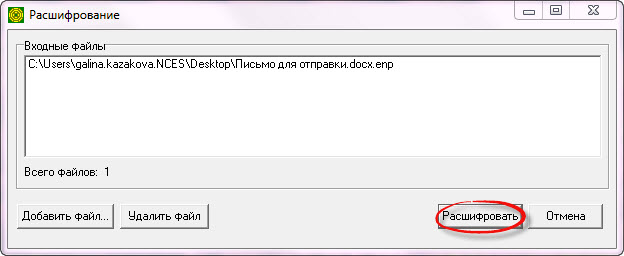 Расшифрование
Входные файлы
C:\Users\galina.kazakova.NCES\Desktop\Письмо для отправки.docx.enp
Всего файлов: 1
Добавить файл... Удалить файл Расшифровать Отмена